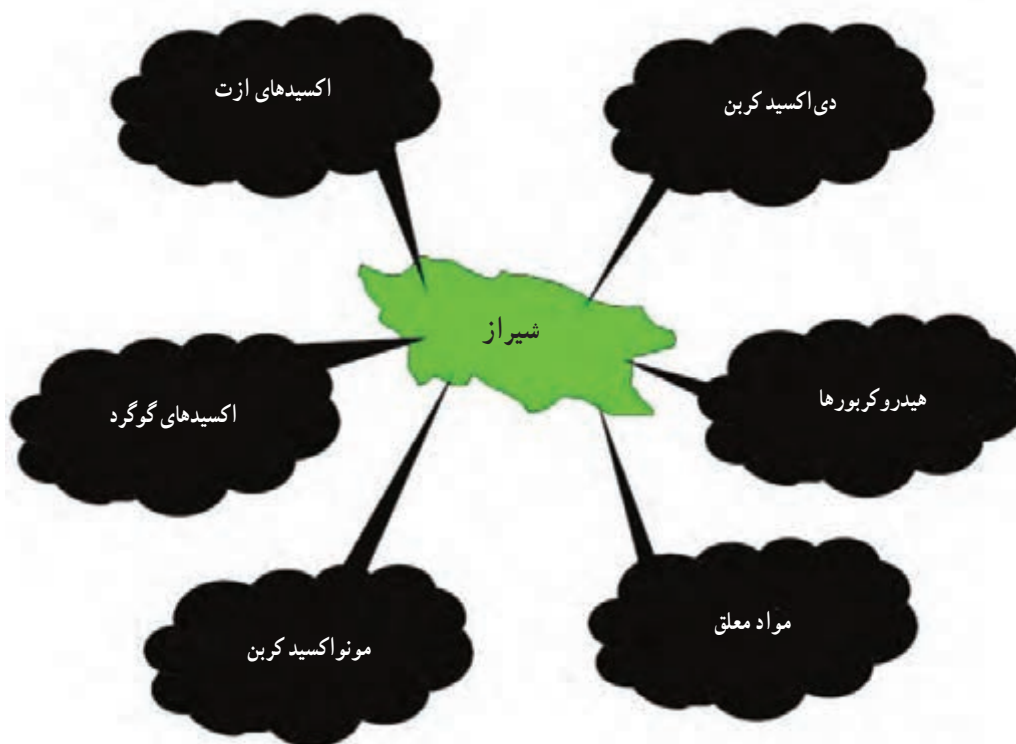 دی‌اکسید کربن
اکسیدهای ازت
شیراز
هیدروکربورها
اکسیدهای گوگرد
مواد معلق
مونواکسید کربن